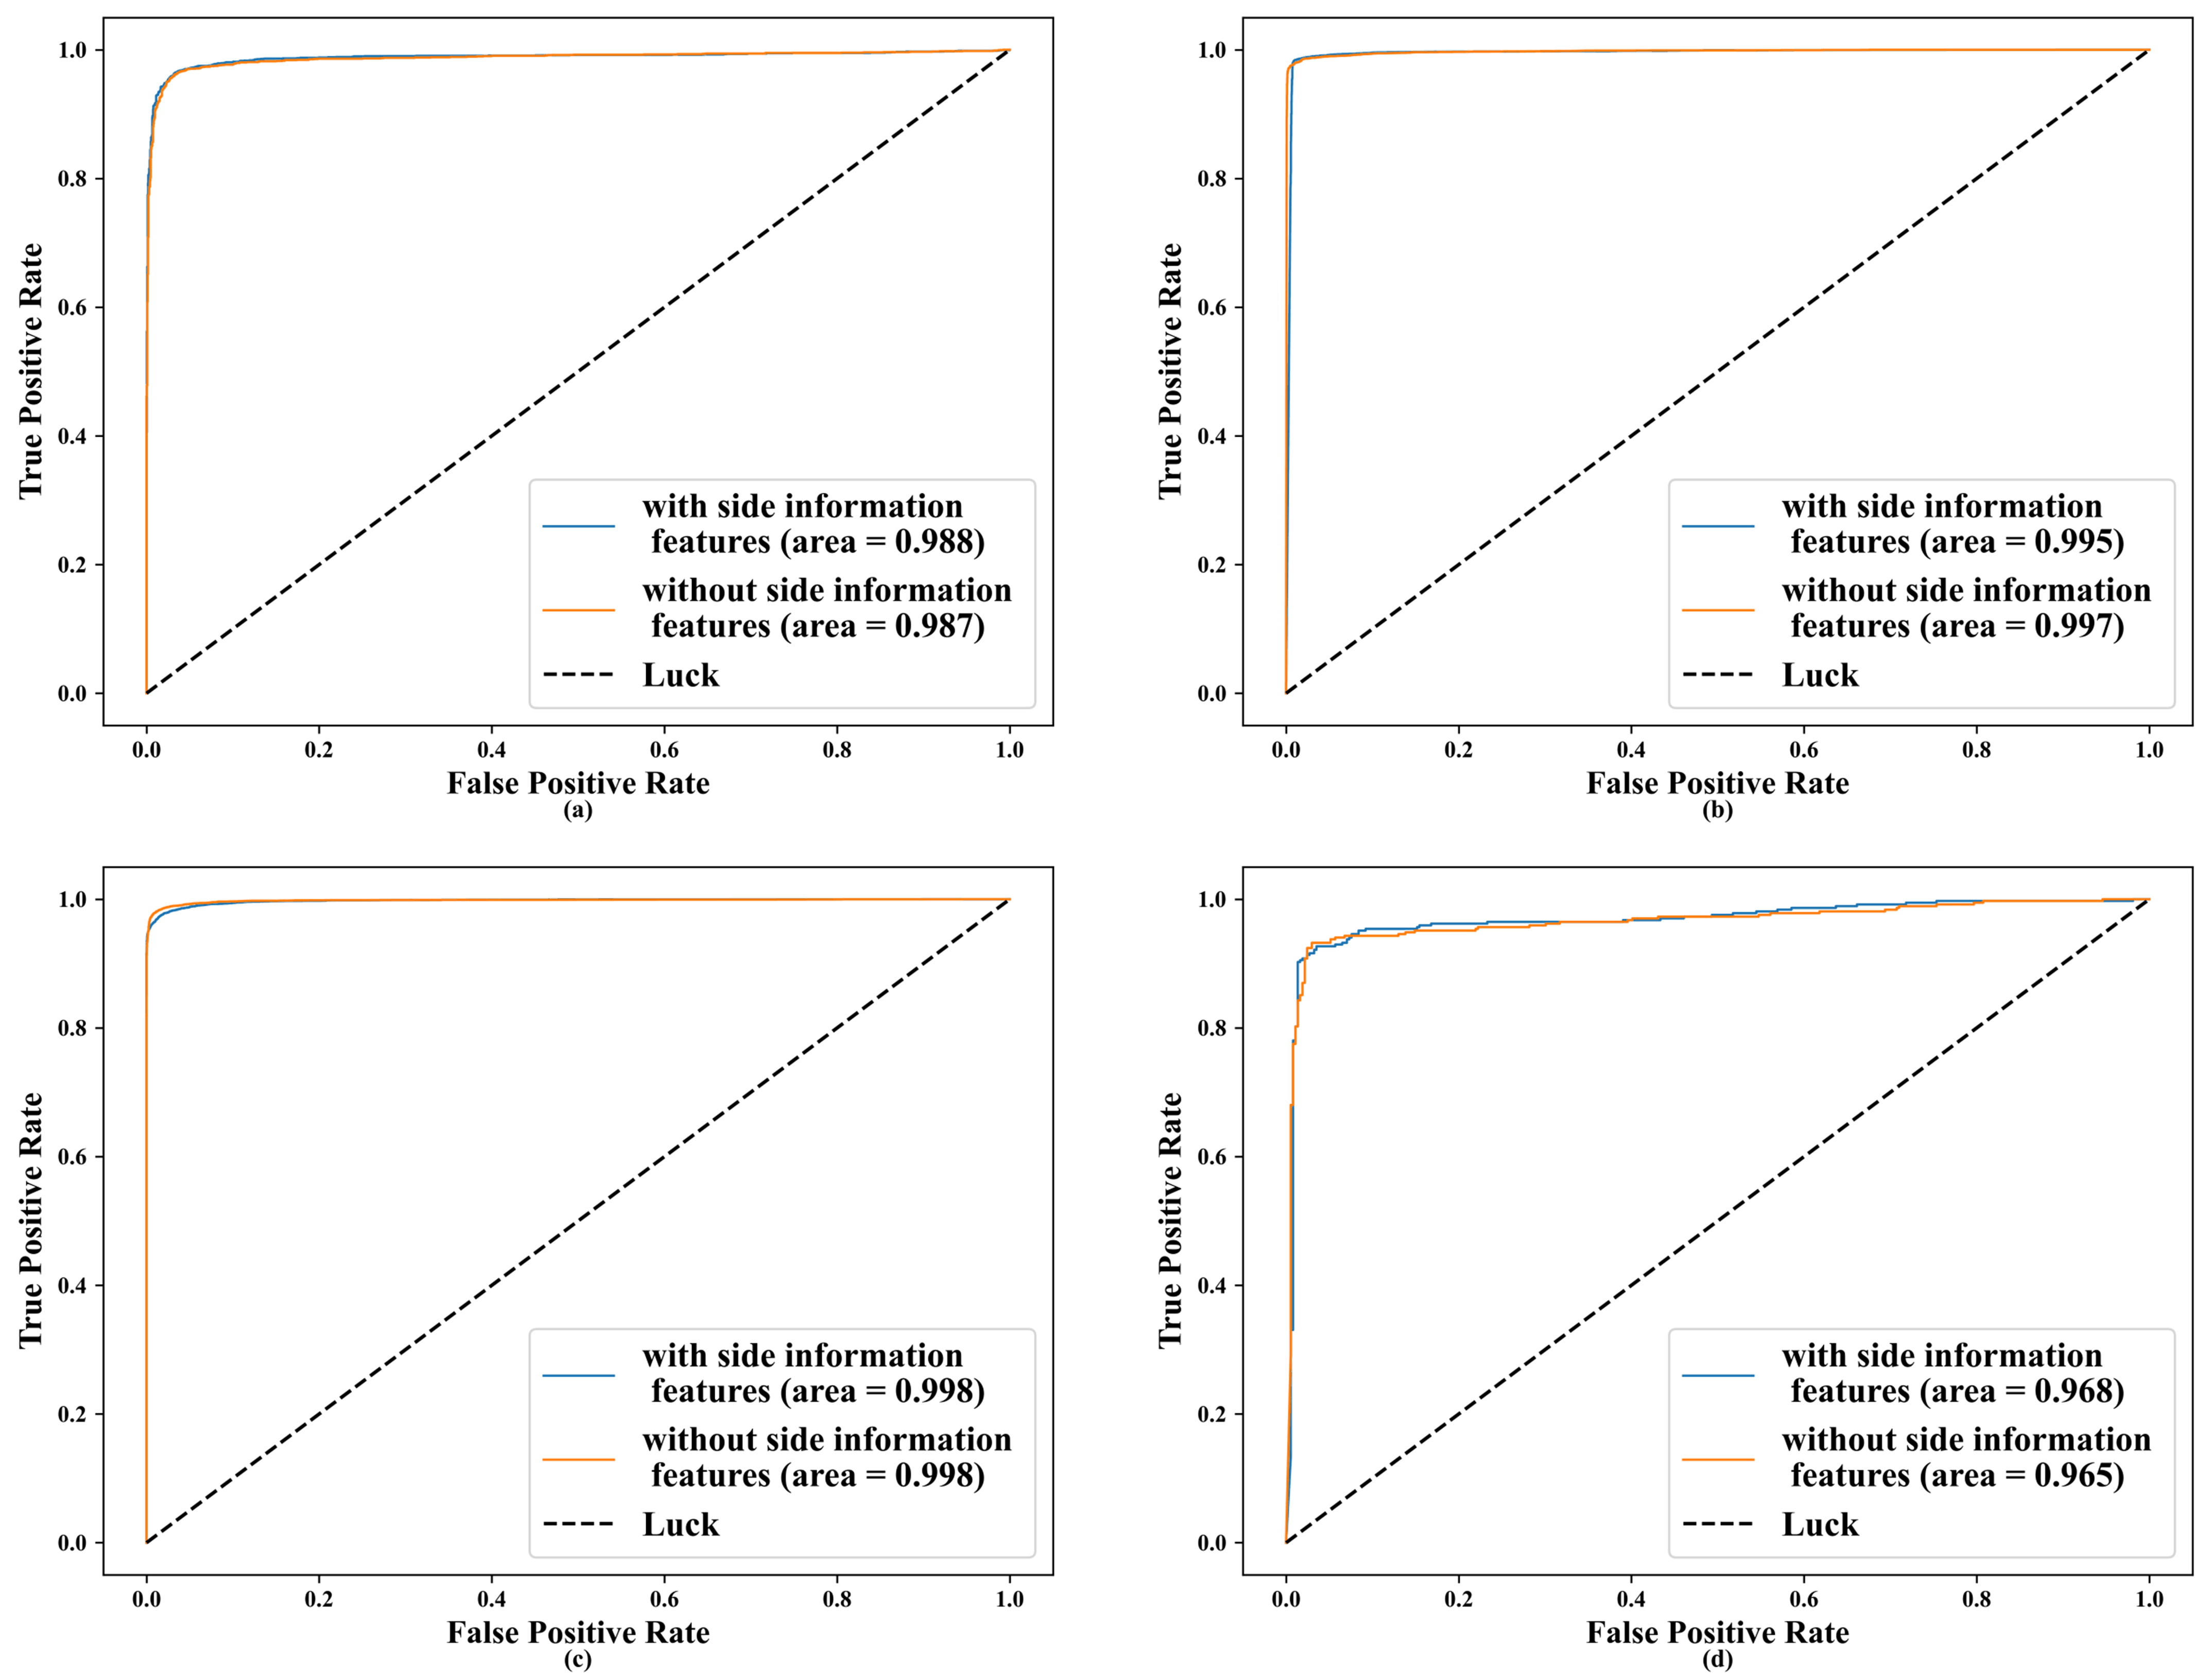 True Positive Rate
1.0
0.8
0.6
0.4
0.2
0.0
with side information
features (area = 0.988)
without side information
features (area = 0.987)
Luck
0.0 0.2 0.4 0.6 0.8 1.0
False Positive Rate
(a)
True Positive Rate
1.0
0.8
0.6
0.4
0.2
0.0
with side information
features (area = 0.995)
without side information
features (area = 0.997)
Luck
0.0 0.2 0.4 0.6 0.8 1.0
False Positive Rate
(b)
True Positive Rate
1.0
0.8
0.6
0.4
0.2
0.0
with side information
features (area = 0.998)
without side information
features (area = 0.998)
Luck
0.0 0.2 0.4 0.6 0.8 1.0
False Positive Rate
(c)
True Positive Rate
1.0
0.8
0.6
0.4
0.2
0.0
with side information
features (area = 0.968)
without side information
features (area = 0.965)
Luck
0.0 0.2 0.4 0.6 0.8 1.0
False Positive Rate
(d)